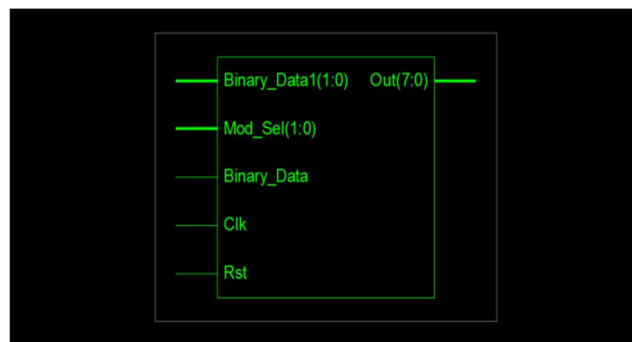 Binary_Data1(1:0) Out(7:0)
Mod_Sel(1:0)
Binary_Data
Clk
Rst